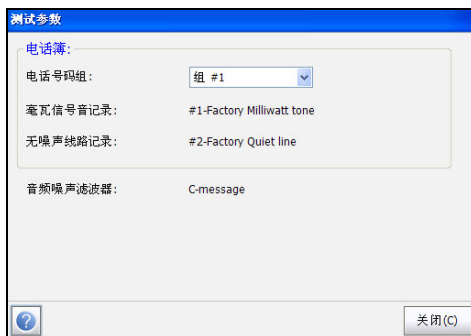 测试参数
电话簿:
电话号码组: 组 #1
毫瓦信号音记录: #1-Factory Milliwatt tone
无噪声线路记录: #2-Factory Quiet line
音频噪声滤波器: C-message
?
关闭(C)